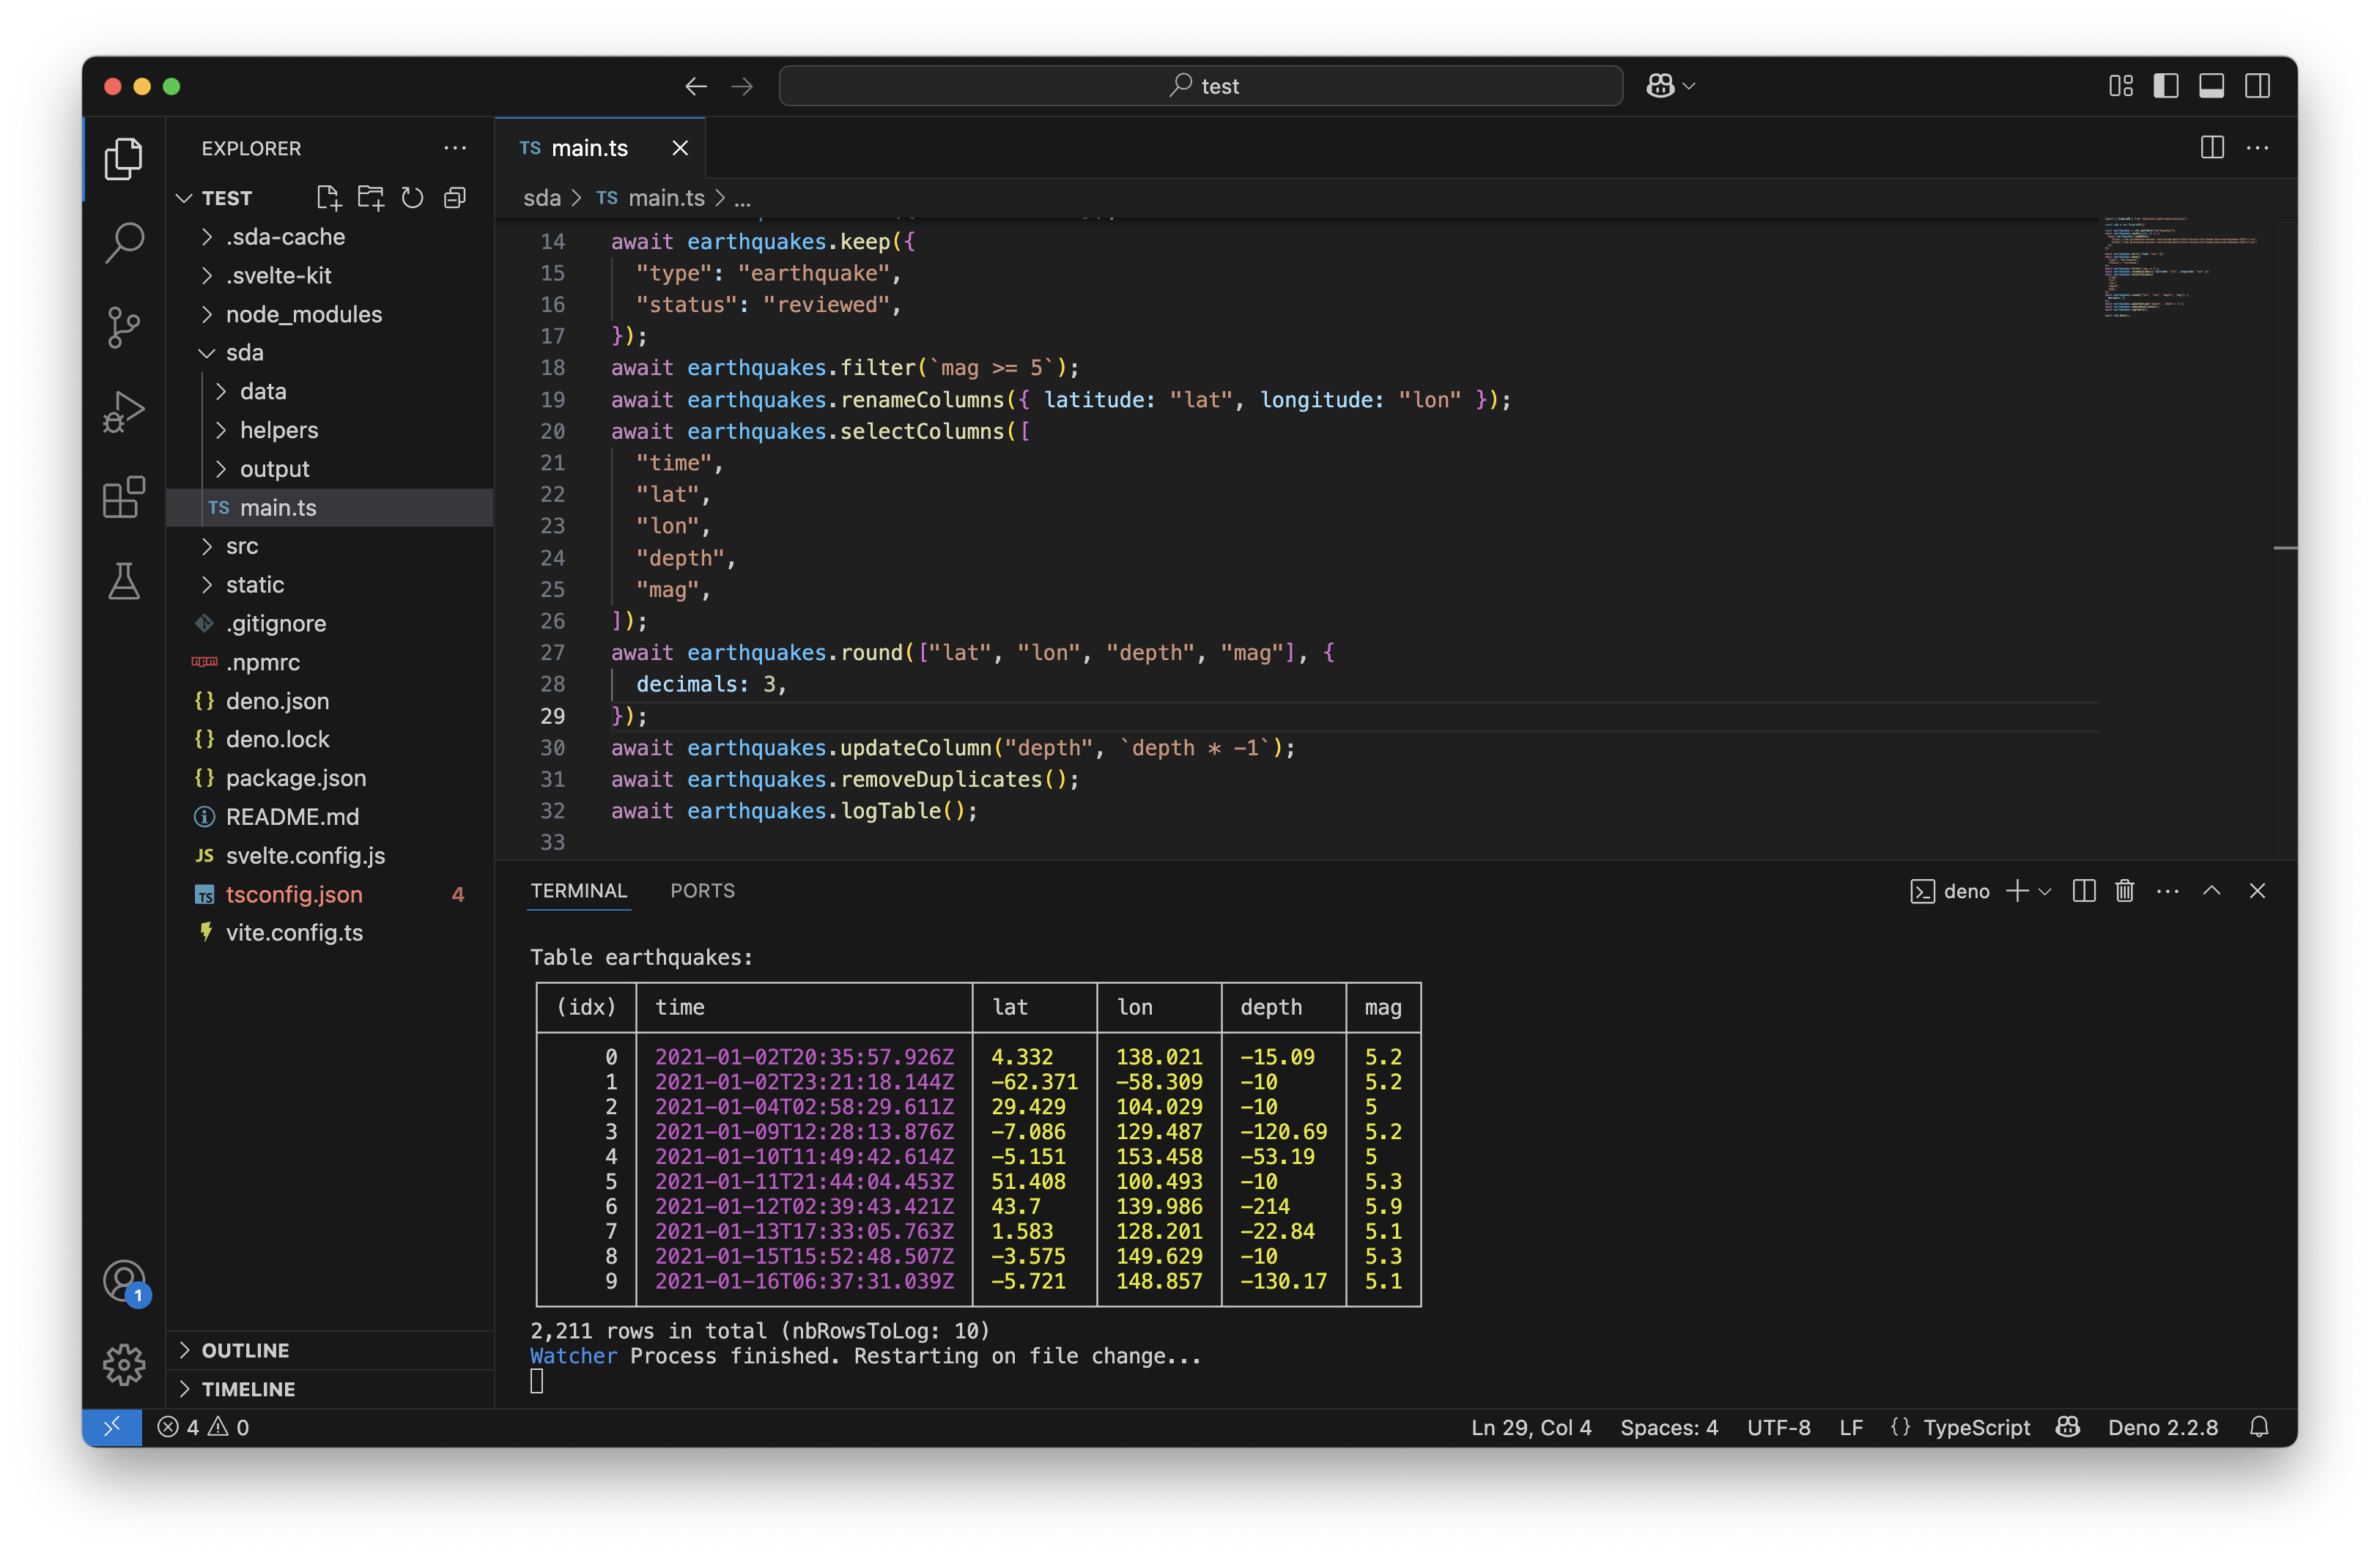 test
EXPLORER
TEST
.sda-cache
.svelte-kit
node_modules
sda
data
helpers
output
TS main.ts
src
static
.gitignore
.npmrc
{} deno.json
{} deno.lock
{} package.json
README.md
JS svelte.config.js
TS tsconfig.json 4
vite.config.ts
1
OUTLINE
TIMELINE
TS main.ts
sda > TS main.ts > ...
14 await earthquakes.keep({
15 "type": "earthquake",
16 "status": "reviewed",
17 });
18 await earthquakes.filter(`mag >= 5`);
19 await earthquakes.renameColumns({ latitude: "lat", longitude: "lon" });
20 await earthquakes.selectColumns([
21 "time",
22 "lat",
23 "lon",
24 "depth",
25 "mag",
26 ]);
27 await earthquakes.round(["lat", "lon", "depth", "mag"], {
28 decimals: 3,
29 });
30 await earthquakes.updateColumn("depth", `depth * -1`);
31 await earthquakes.removeDuplicates();
32 await earthquakes.logTable();
33
TERMINAL PORTS
deno
Table earthquakes:
(idx) time lat lon depth mag
0 2021-01-02T20:35:57.926Z 4.332 138.021 -15.09 5.2
1 2021-01-02T23:21:18.144Z -62.371 -58.309 -10 5.2
2 2021-01-04T02:58:29.611Z 29.429 104.029 -10 5
3 2021-01-09T12:28:13.876Z -7.086 129.487 -120.69 5.2
4 2021-01-10T11:49:42.614Z -5.151 153.458 -53.19 5
5 2021-01-11T21:44:04.453Z 51.408 100.493 -10 5.3
6 2021-01-12T02:39:43.421Z 43.7 139.986 -214 5.9
7 2021-01-13T17:33:05.763Z 1.583 128.201 -22.84 5.1
8 2021-01-15T15:52:48.507Z -3.575 149.629 -10 5.3
9 2021-01-16T06:37:31.039Z -5.721 148.857 -130.17 5.1
2,211 rows in total (nbRowsToLog: 10)
Watcher Process finished. Restarting on file change...
4 0
Ln 29, Col 4 Spaces: 4 UTF-8 LF {} TypeScript Deno 2.2.8